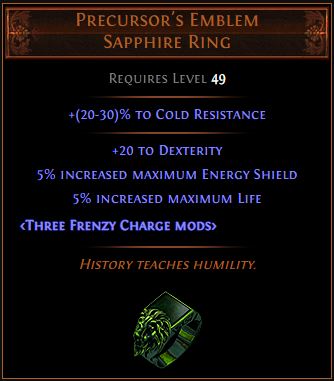 Precursor's Emblem
Sapphire Ring
Requires Level 49
+(20-30)% to Cold Resistance
+20 to Dexterity
5% increased maximum Energy Shield
5% increased maximum Life
<Three Frenzy Charge mods>
History teaches humility.